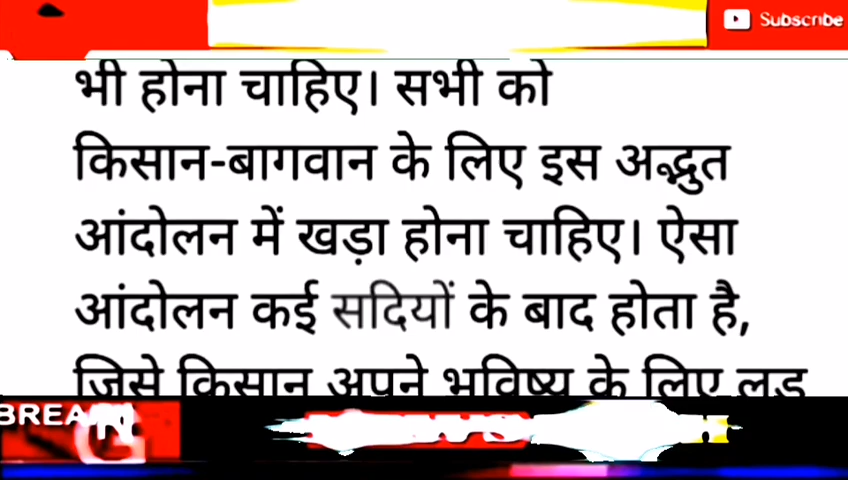 Subscribe
भी होना चाहिए। सभी को
किसान-बागवान के लिए इस अद्भुत
आंदोलन में खड़ा होना चाहिए। ऐसा
आंदोलन कई सदियों के बाद होता है,
जिसे किसान अपने भविष्य के लिए लड़